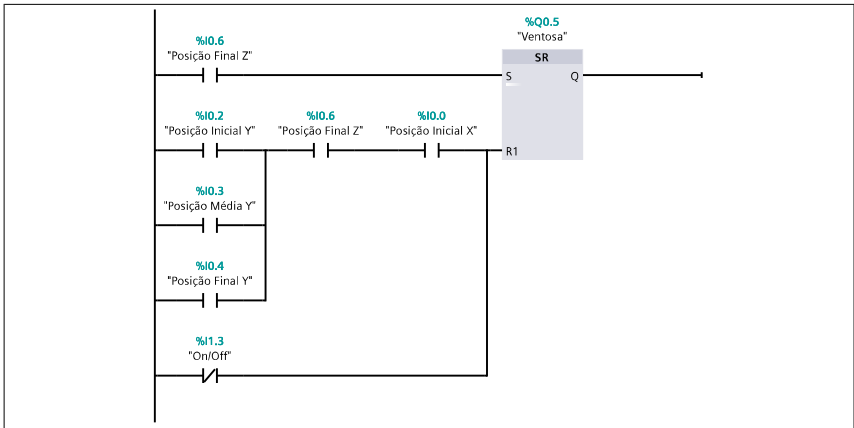 %Q0.5
"Ventosa"
%I0.6
"Posição Final Z"
SR
S Q
%I0.2 %I0.6 %I0.0
"Posição Inicial Y" "Posição Final Z" "Posição Inicial X"
R1
%I0.3
"Posição Média Y"
%I0.4
"Posição Final Y"
%I1.3
"On/Off"